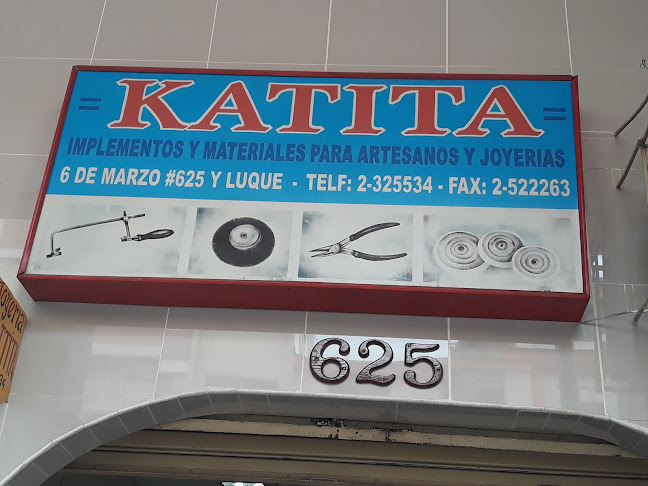 = KATITA =
IMPLEMENTOS Y MATERIALES PARA ARTESANOS Y JOYERIAS
6 DE MARZO #625 Y LUQUE - TELF: 2-325534 - FAX: 2-522263
625